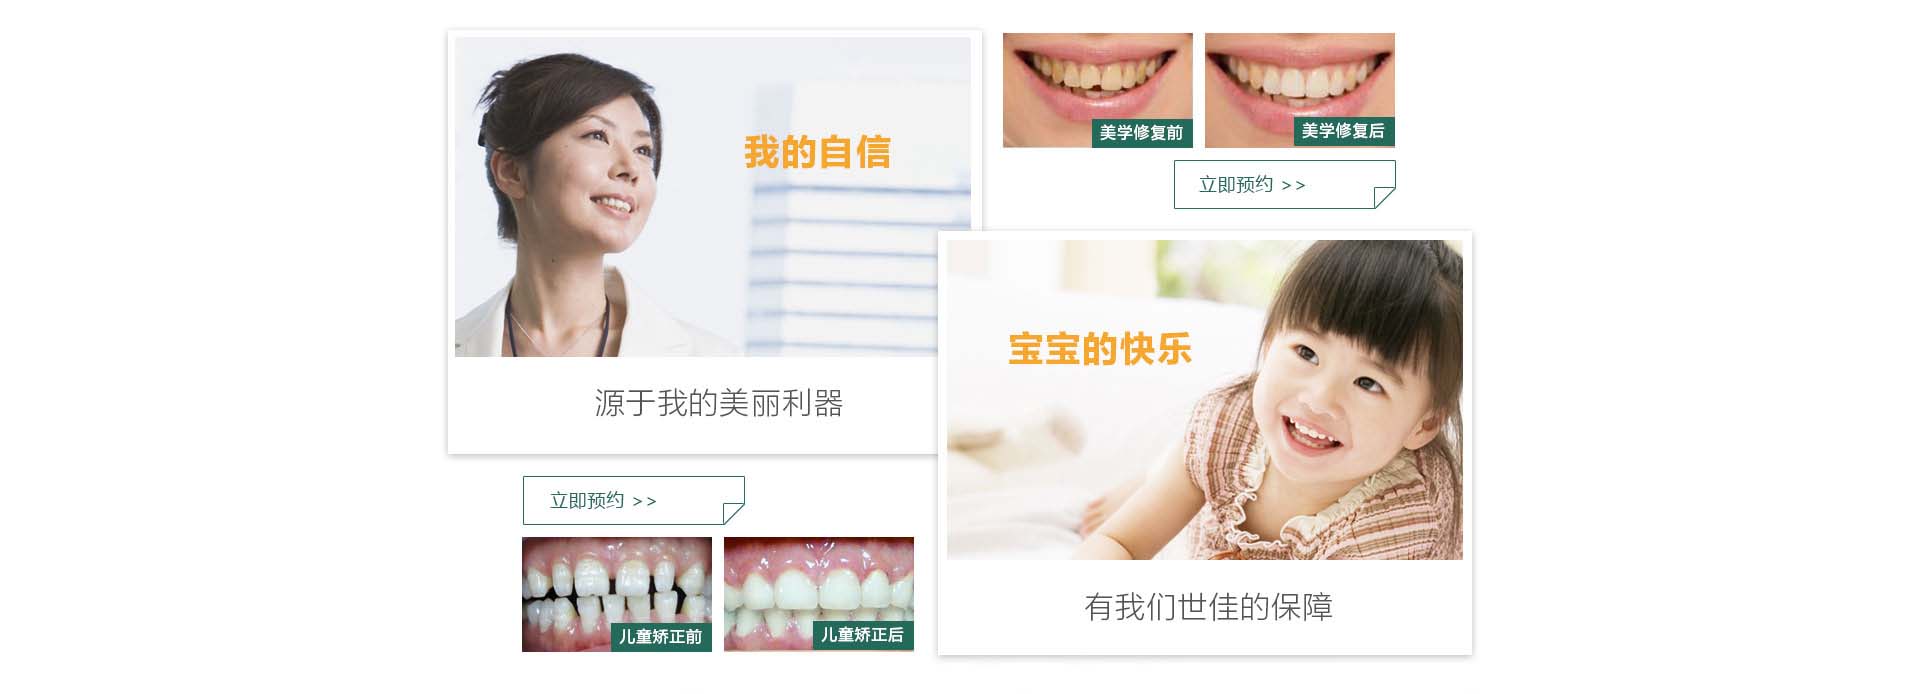 我的自信
源于我的美丽利器
美学修复前
美学修复后
立即预约 >>
宝宝的快乐
有我们世佳的保障
立即预约 >>
儿童矫正前
儿童矫正后